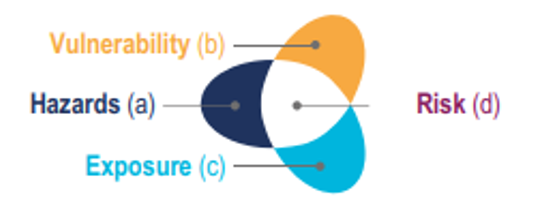 Vulnerability (b)
Hazards (a)
Risk (d)
Exposure (c)